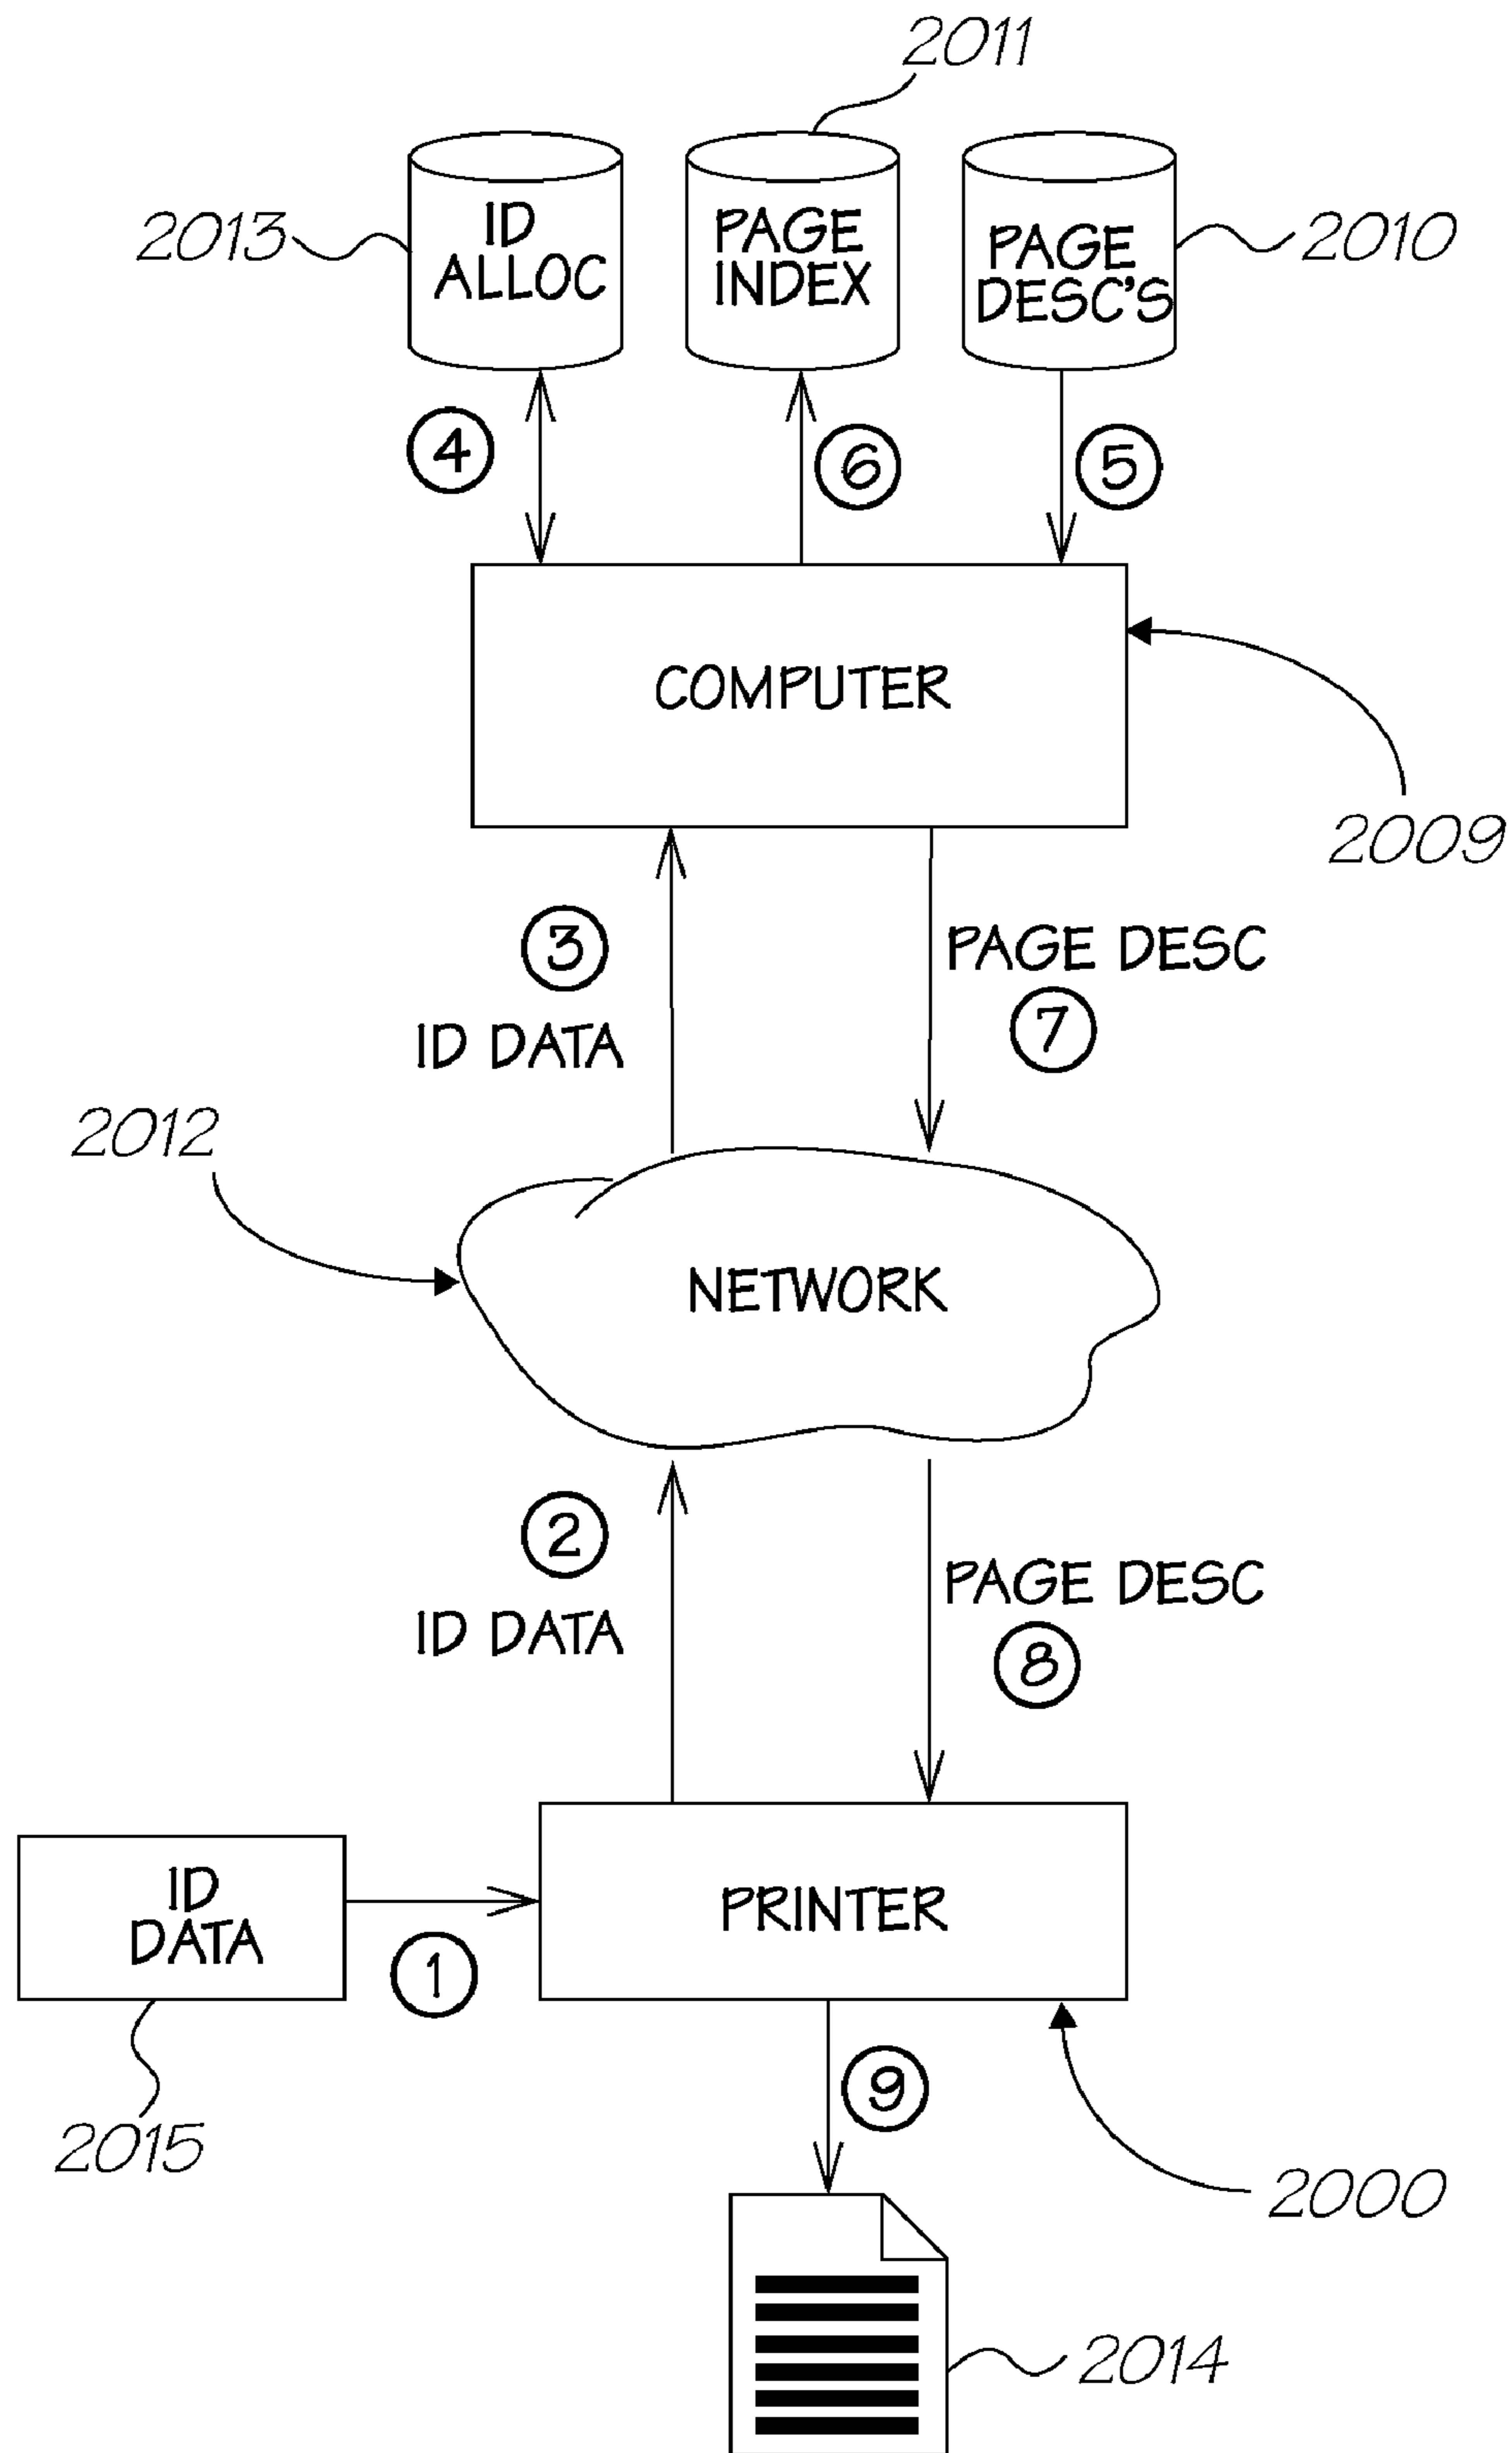 2011
2013
ID
ALLOC
PAGE
INDEX
PAGE
DESC'S
2010
4
6
5
COMPUTER
2009
3
ID DATA
PAGE DESC
7
2012
NETWORK
2
ID DATA
PAGE DESC
8
ID
DATA
1
PRINTER
2015
9
2000
2014